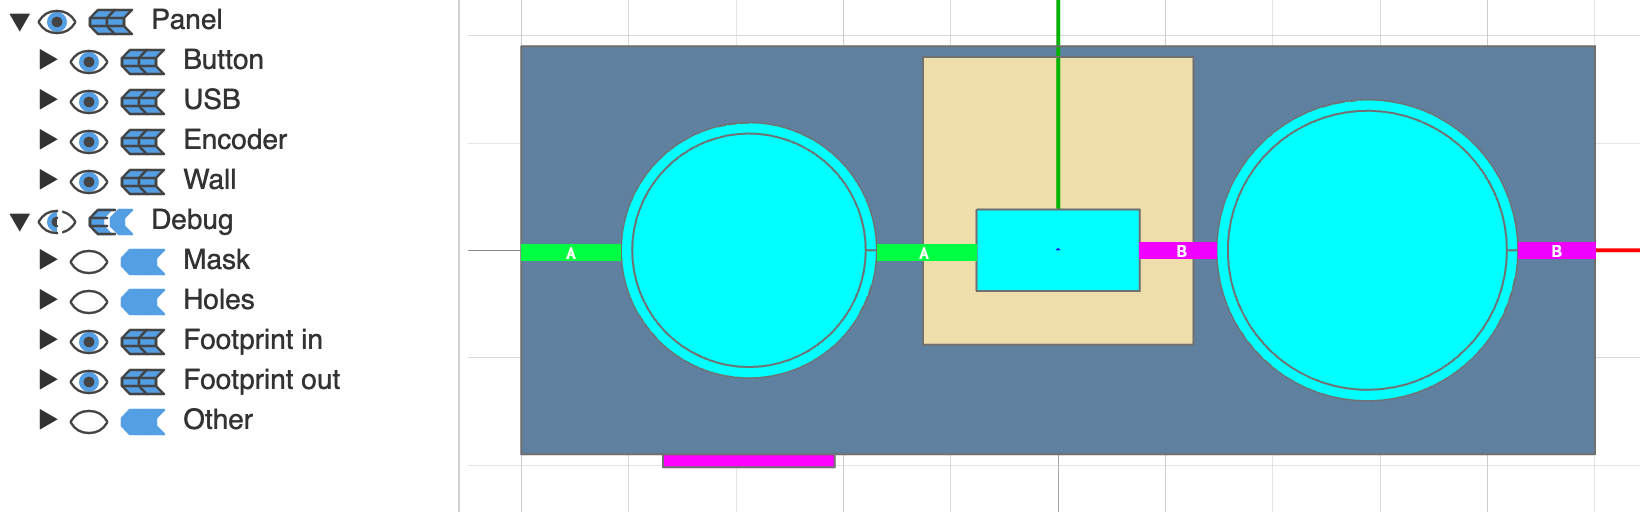 Panel
Button
USB
Encoder
Wall
Debug
Mask
Holes
Footprint in
Footprint out
Other
A
A
B
B